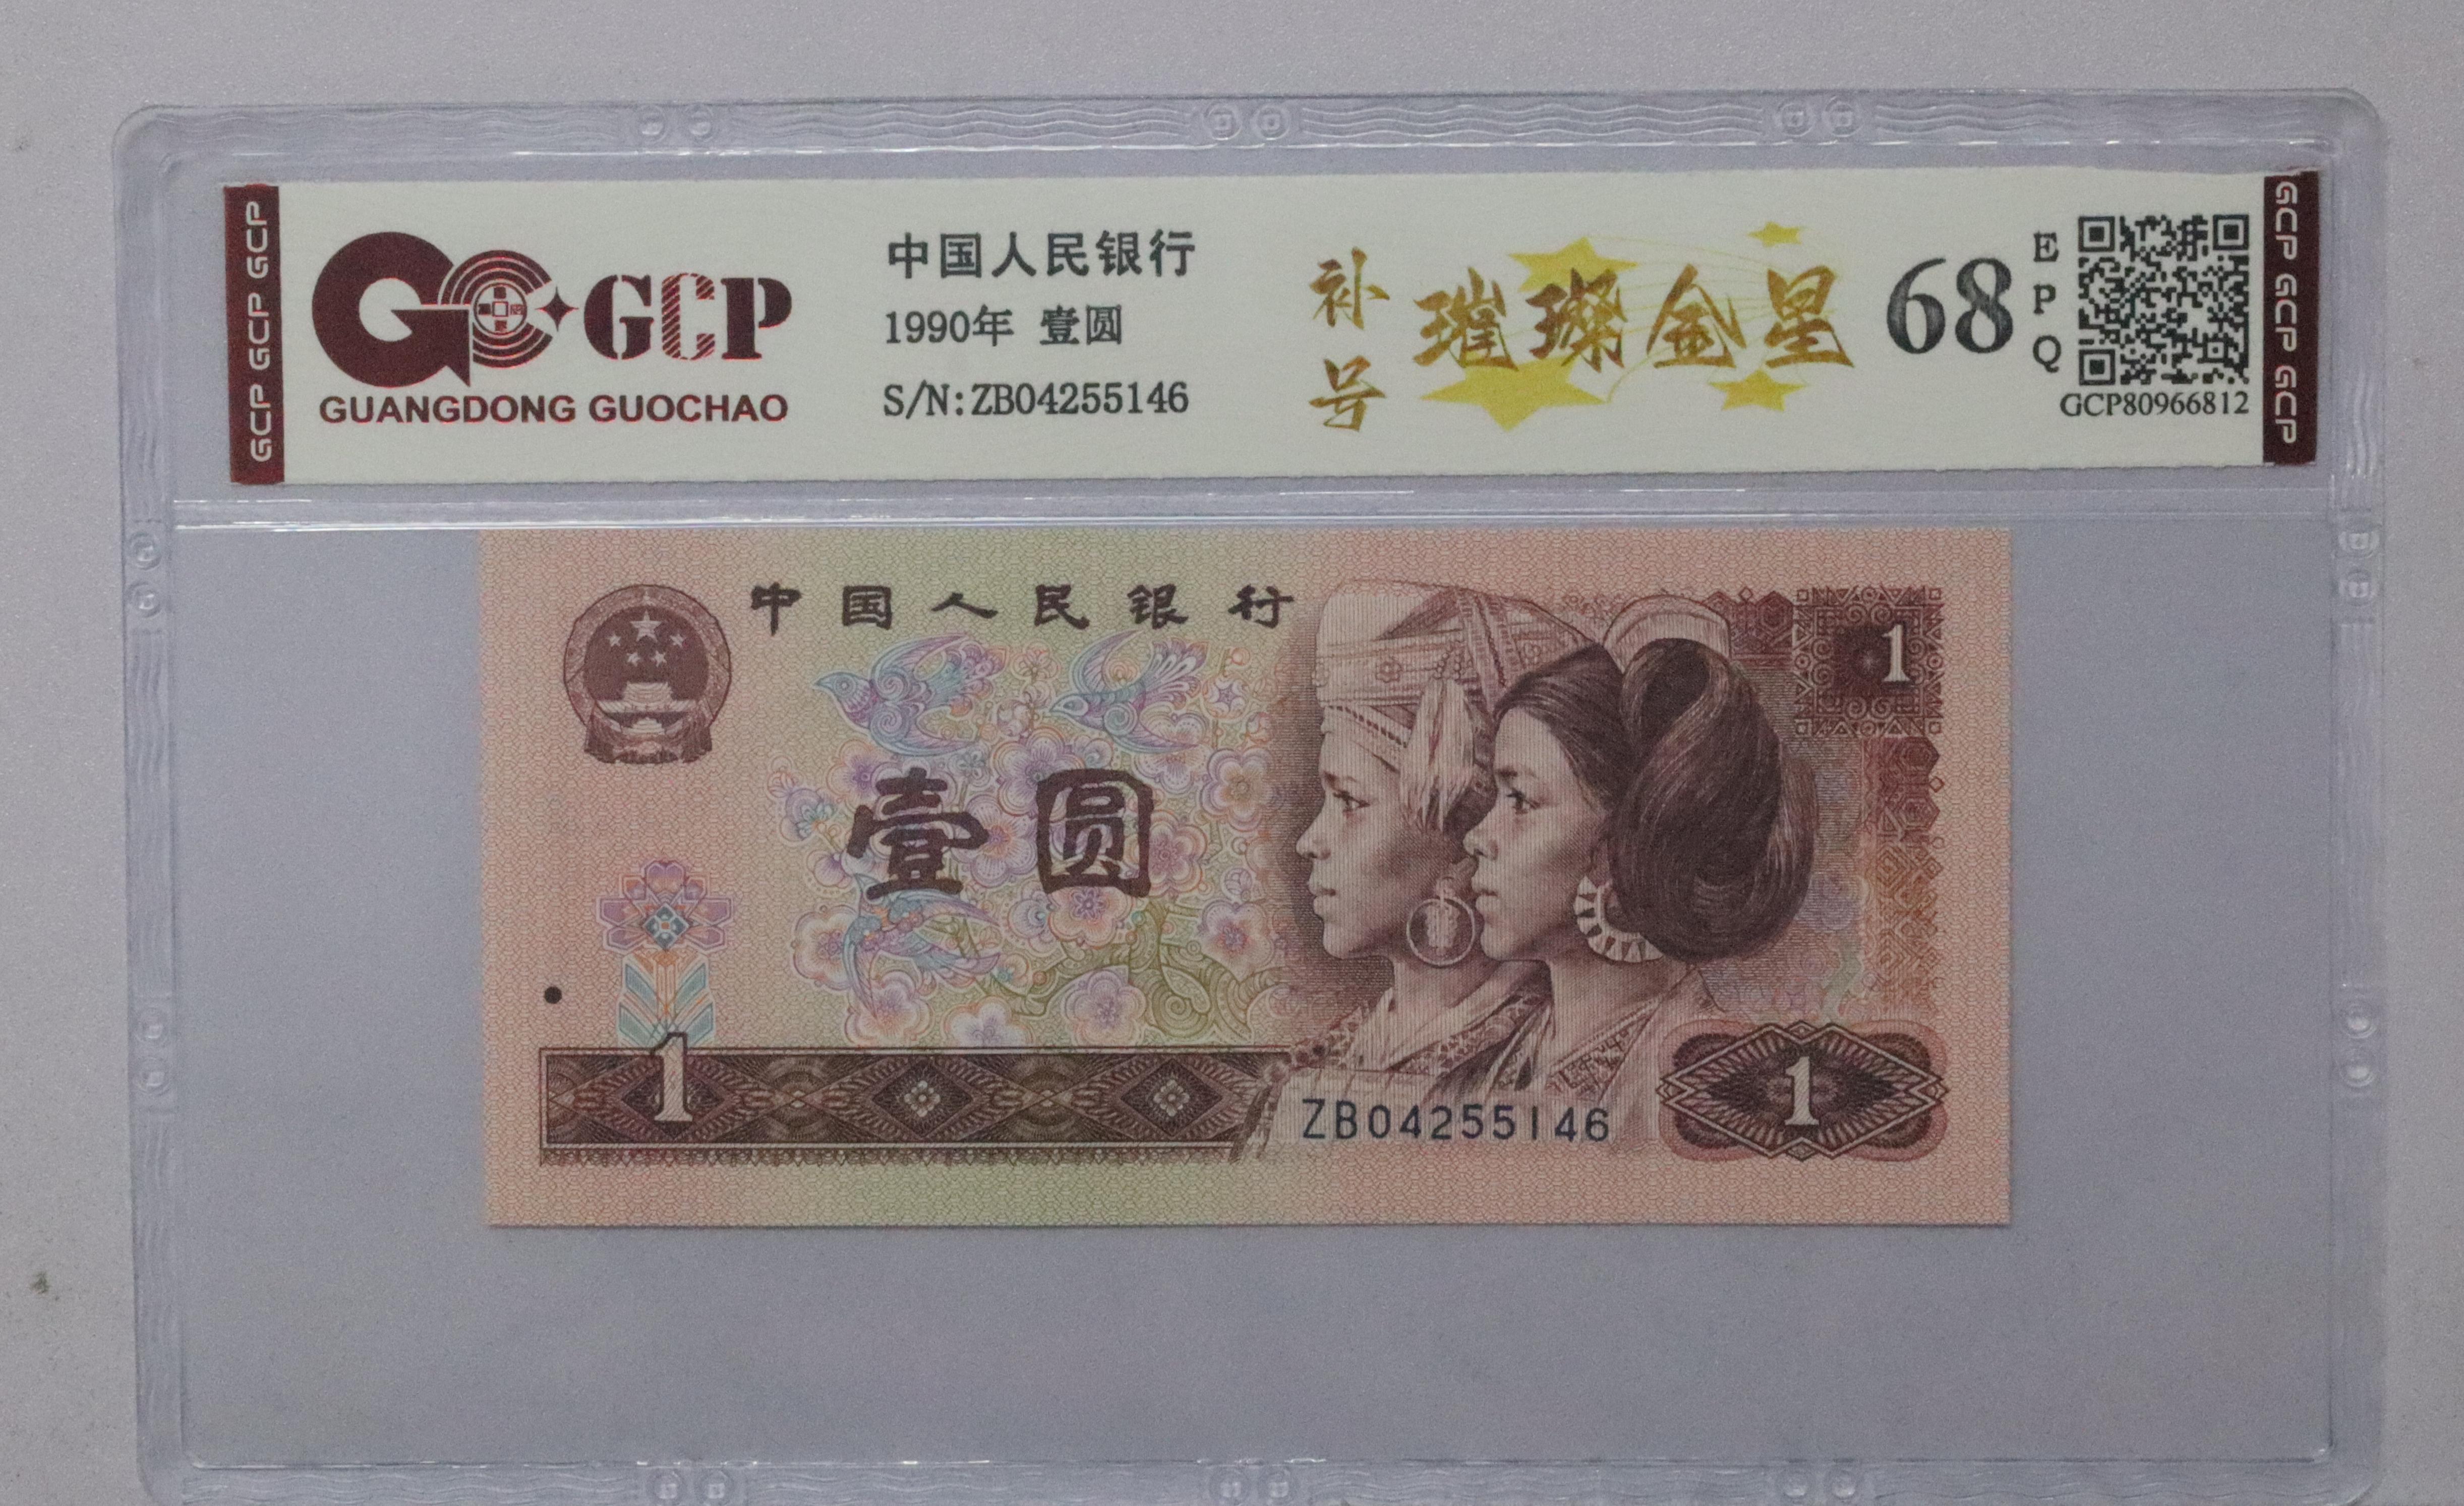 GCP GCP GCP
GCP
GUANGDONG GUOCHAO
中国人民银行
1990年 壹圆
S/N:ZB04255146
补号
璀璨金星
68
EPQ
GCP80966812
GCP GCP GCP
中国人民银行
1
壹圆
1
ZB04255146
1